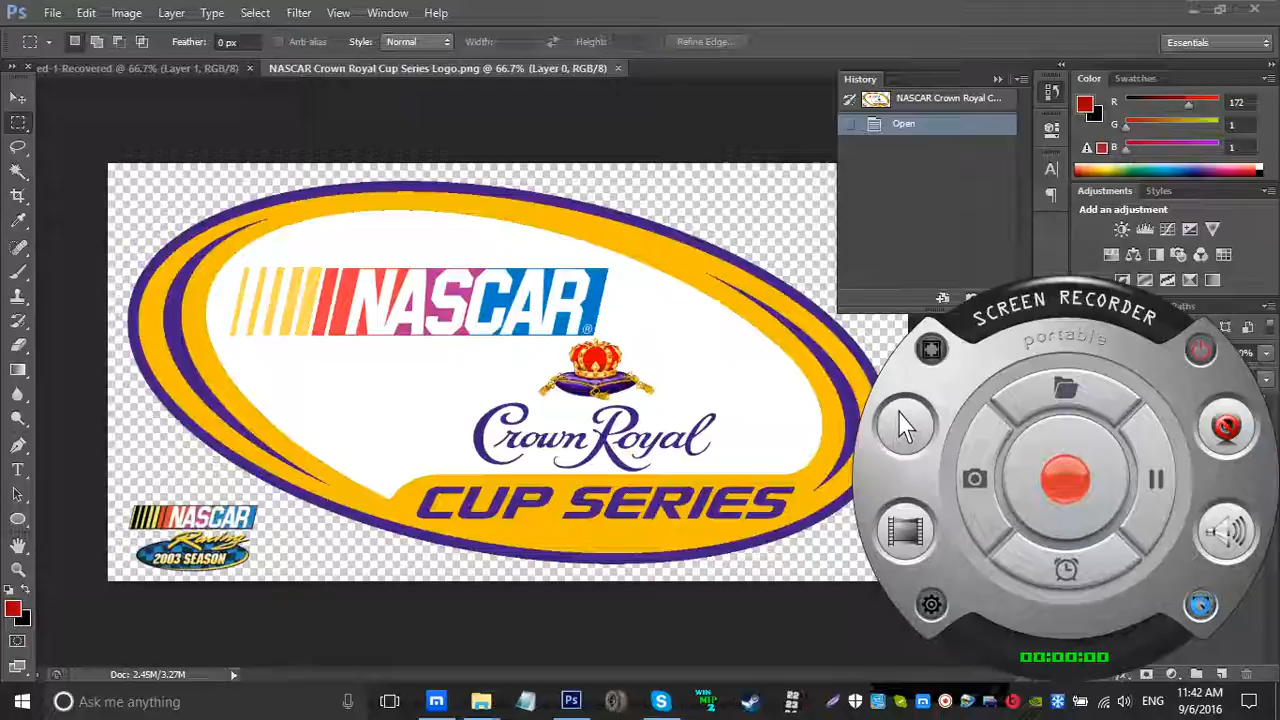 Ps File Edit Image Layer Type Select Filter View Window Help
Feather: 0 px Anti-alias Style: Normal Width: Height: Refine Edge... Essentials
ed-1-Recovered @ 66.7% (Layer 1, RGB/8) × NASCAR Crown Royal Cup Series Logo.png @ 66.7% (Layer 0, RGB/8) ×
History
NASCAR Crown Royal C...
Open
Color Swatches
R 172
G 1
B 1
Adjustments Styles
Add an adjustment
NASCAR®
Crown Royal
CUP SERIES
NASCAR
Racing
2003 SEASON
SCREEN RECORDER
portable
00:00:00
Doc: 2.45M/3.27M
Ask me anything
ENG
11:42 AM
9/6/2016